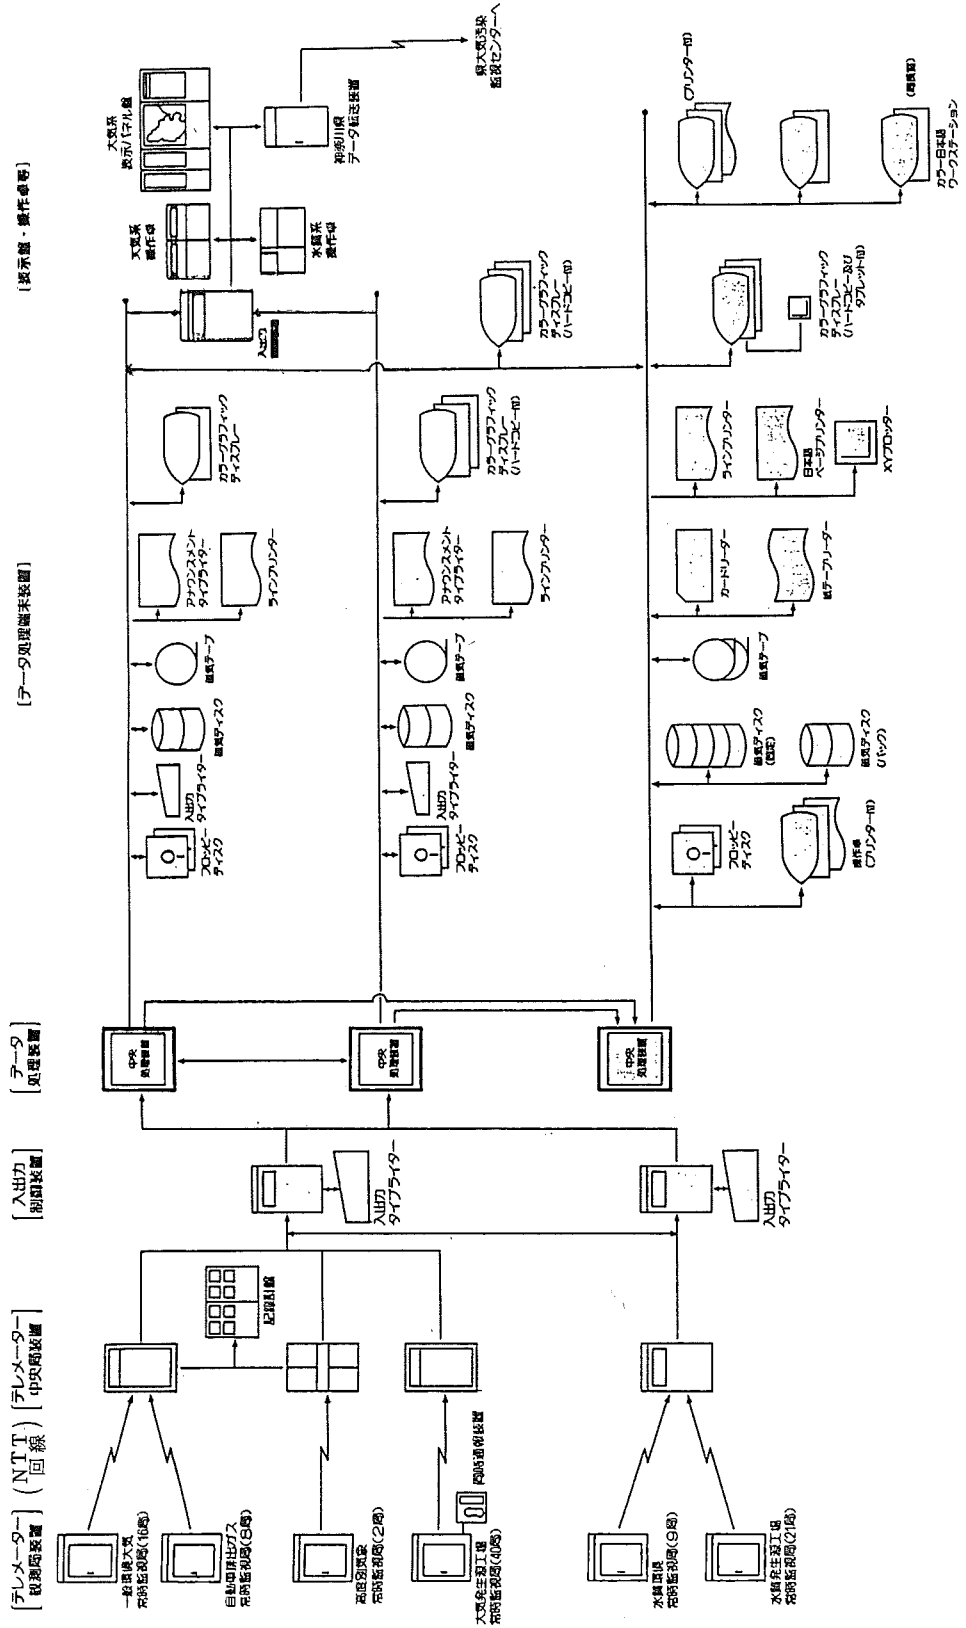 [テレメーター
観測局装置]
(NTT
回線)
[テレメーター
中央局装置]
[入出力
制御装置]
[データ
処理装置]
[データ処理端末装置]
[表示盤・操作卓等]
一般環境大気
常時監視局(16局)
自動車排出ガス
常時監視局(8局)
高度別気象
常時監視局(2局)
大気発生源工場
常時監視局(40局)
同時通報装置
水質環境
常時監視局(9局)
水質発生源工場
常時監視局(21局)
記録計盤
入出力
タイプライター
入出力
タイプライター
中央
処理装置
中央
処理装置
中央
処理装置
フロッピー
ディスク
入出力
タイプライター
磁気ディスク
磁気テープ
アナウンスメント
タイプライター
ラインプリンター
カラーグラフィック
ディスプレー
フロッピー
ディスク
入出力
タイプライター
磁気ディスク
磁気テープ
アナウンスメント
タイプライター
ラインプリンター
カラーグラフィック
ディスプレー
(ハードコピー付)
フロッピー
ディスク
操作卓
(プリンター付)
磁気ディスク
(固定)
磁気ディスク
(パック)
磁気テープ
カードリーダー
紙テープリーダー
ラインプリンター
日本語
ページプリンター
XYプロッター
カラーグラフィック
ディスプレー
(ハードコピー付)
カラーグラフィック
ディスプレー
(ハードコピー及び
タブレット付)
入出力
大気系
操作卓
水質系
操作卓
大気系
表示パネル盤
神奈川県
データ転送装置
県大気汚染
監視センターへ
(プリンター付)
(局長室)
カラー日本語
ワークステーション